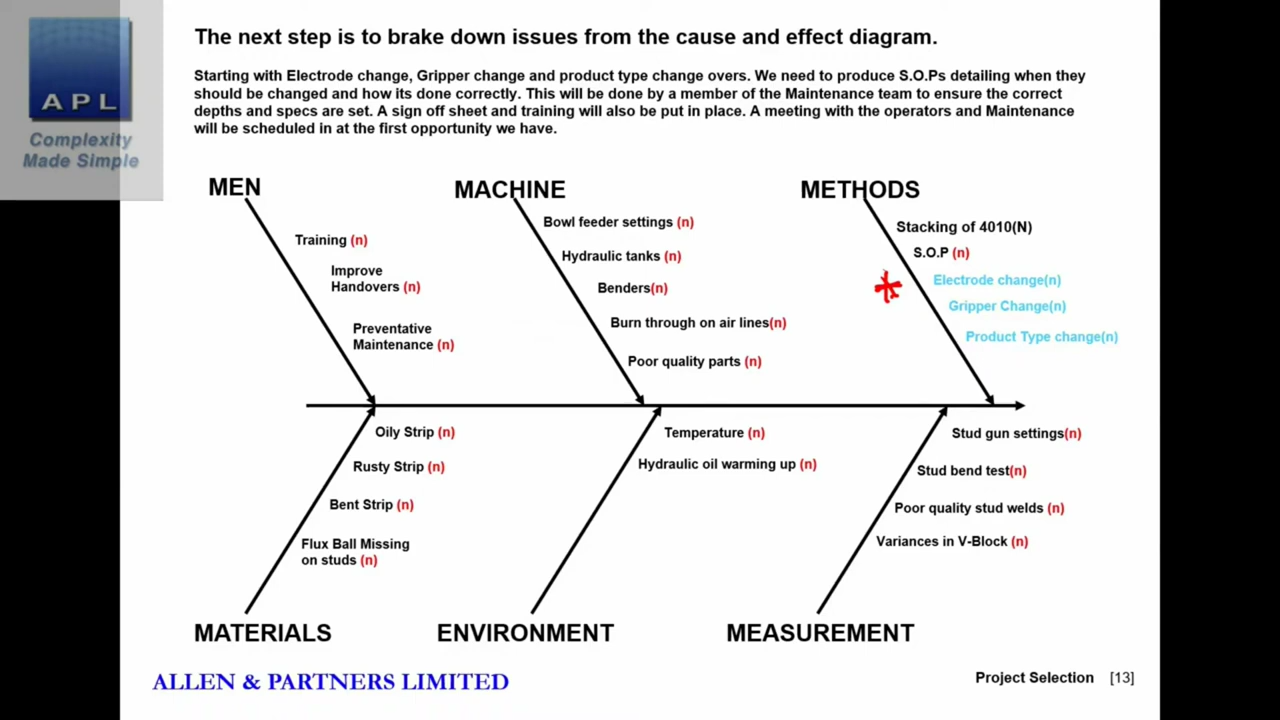 The next step is to brake down issues from the cause and effect diagram.
Starting with Electrode change, Gripper change and product type change overs. We need to produce S.O.Ps detailing when they
should be changed and how its done correctly. This will be done by a member of the Maintenance team to ensure the correct
depths and specs are set. A sign off sheet and training will also be put in place. A meeting with the operators and Maintenance
will be scheduled in at the first opportunity we have.
APL
Complexity
Made Simple
MEN
Training (n)
Improve
Handovers (n)
Preventative
Maintenance (n)
MACHINE
Bowl feeder settings (n)
Hydraulic tanks (n)
Benders(n)
Burn through on air lines(n)
Poor quality parts (n)
METHODS
Stacking of 4010(N)
S.O.P (n)
Electrode change(n)
Gripper Change(n)
Product Type change(n)
Oily Strip (n)
Rusty Strip (n)
Bent Strip (n)
Flux Ball Missing
on studs (n)
MATERIALS
Temperature (n)
Hydraulic oil warming up (n)
ENVIRONMENT
Stud gun settings(n)
Stud bend test(n)
Poor quality stud welds (n)
Variances in V-Block (n)
MEASUREMENT
ALLEN & PARTNERS LIMITED
Project Selection [13]